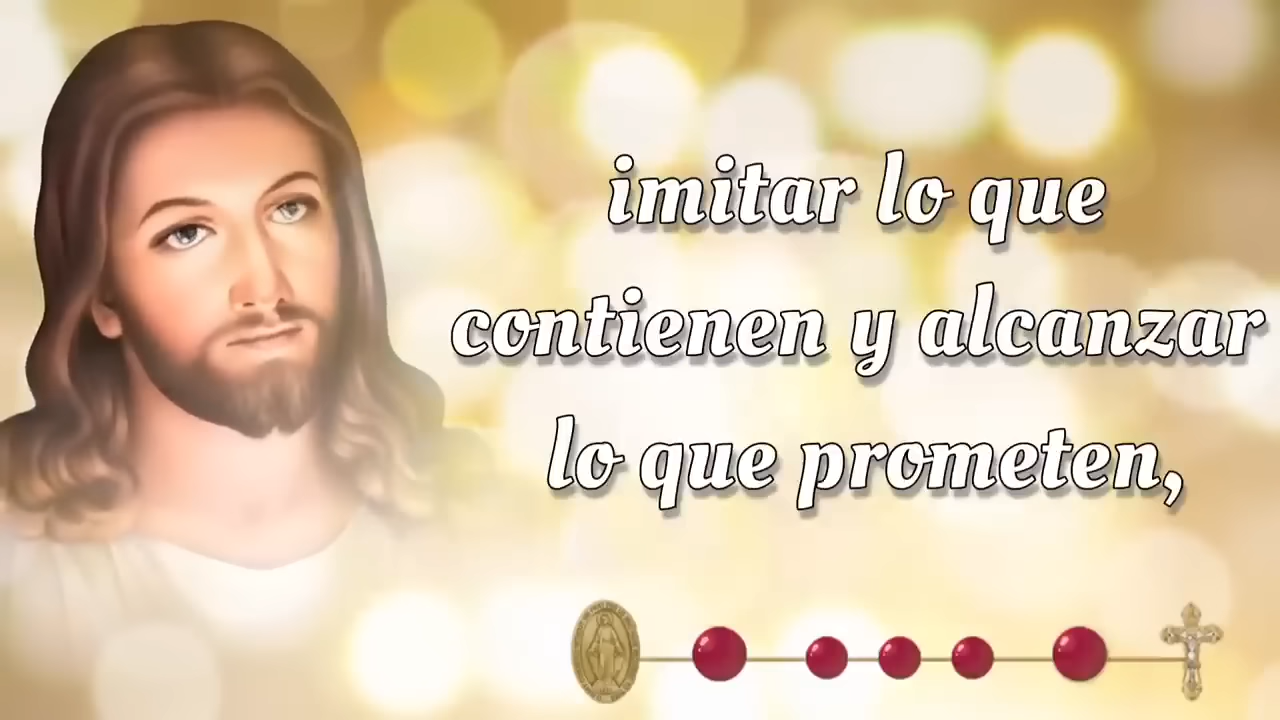 imitar lo que
contienen y alcanzar
lo que prometen,